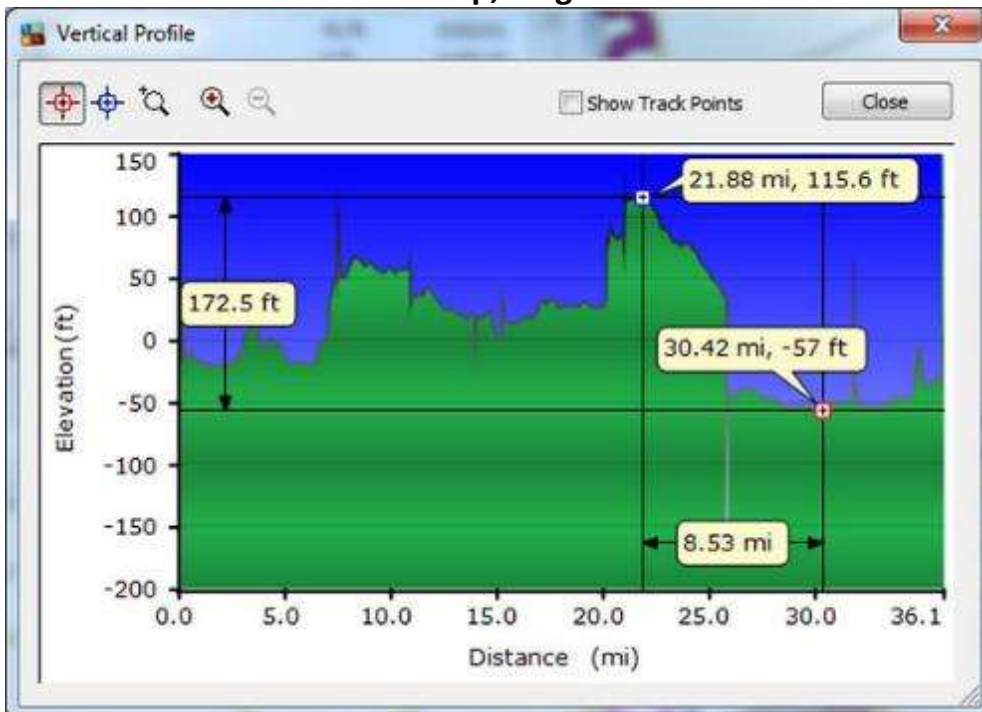 Vertical Profile
Show Track Points
Close
150
100
50
0
-50
-100
-150
-200
Elevation (ft)
21.88 mi, 115.6 ft
172.5 ft
30.42 mi, -57 ft
8.53 mi
0.0 5.0 10.0 15.0 20.0 25.0 30.0 36.1
Distance (mi)